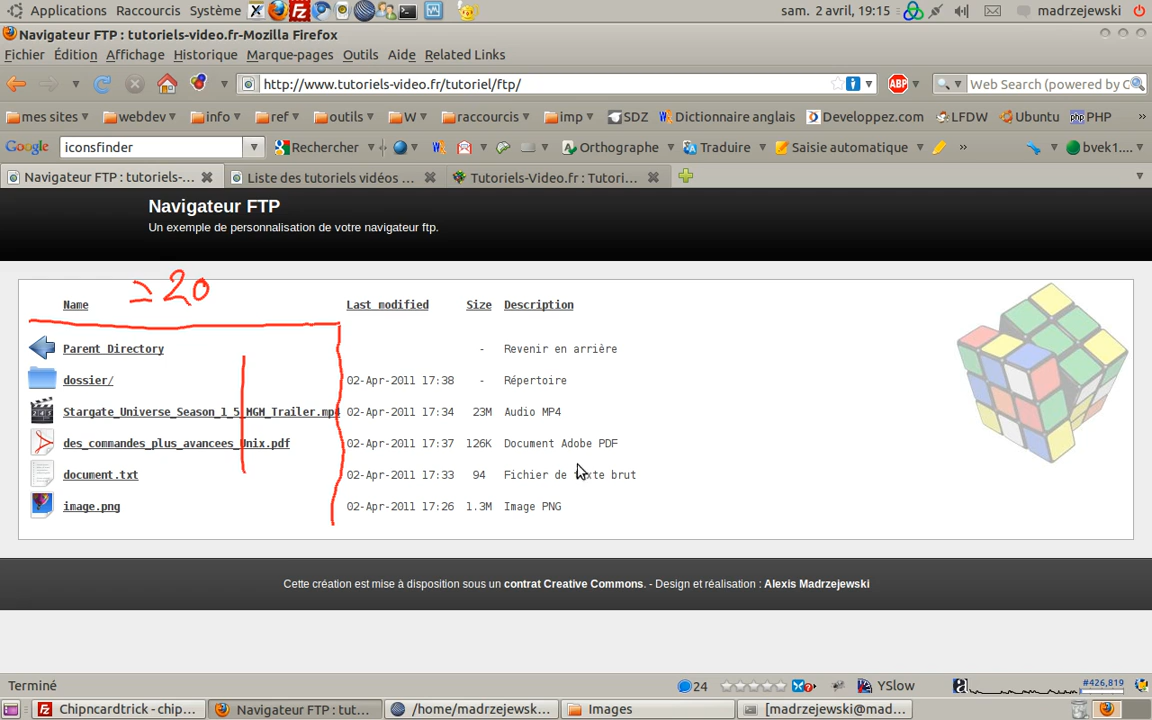 Applications Raccourcis Système sam. 2 avril, 19:15 madrzejewski
Navigateur FTP : tutoriels-video.fr-Mozilla Firefox
Fichier Édition Affichage Historique Marque-pages Outils Aide Related Links
http://www.tutoriels-video.fr/tutoriel/ftp/ ABP Web Search (powered by C
mes sites webdev info ref outils W raccourcis imp SDZ Dictionnaire anglais Developpez.com LFDW Ubuntu php PHP »
Google iconsfinder Rechercher Orthographe Traduire Saisie automatique » bvek1....
Navigateur FTP : tutoriels-... Liste des tutoriels vidéos ... Tutoriels-Video.fr : Tutori...
Navigateur FTP
Un exemple de personnalisation de votre navigateur ftp.
= 20
Name Last modified Size Description
Parent Directory - Revenir en arrière
dossier/ 02-Apr-2011 17:38 - Répertoire
Stargate_Universe_Season_1_5_MGM_Trailer.mp4 02-Apr-2011 17:34 23M Audio MP4
des_commandes_plus_avancees_Unix.pdf 02-Apr-2011 17:37 126K Document Adobe PDF
document.txt 02-Apr-2011 17:33 94 Fichier de texte brut
image.png 02-Apr-2011 17:26 1.3M Image PNG
Cette création est mise à disposition sous un contrat Creative Commons. - Design et réalisation : Alexis Madrzejewski
Terminé 24 YSlow a #426,819
Chipncardtrick - chip... Navigateur FTP : tut... /home/madrzejewsk... Images [madrzejewski@mad...